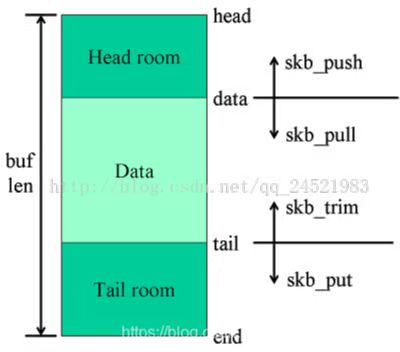 head
Head room
skb_push
data
skb_pull
buf
len
Data
http://blog.csdn.net/qq_24521983
skb_trim
tail
Tail room
skb_put
https://blog.
end